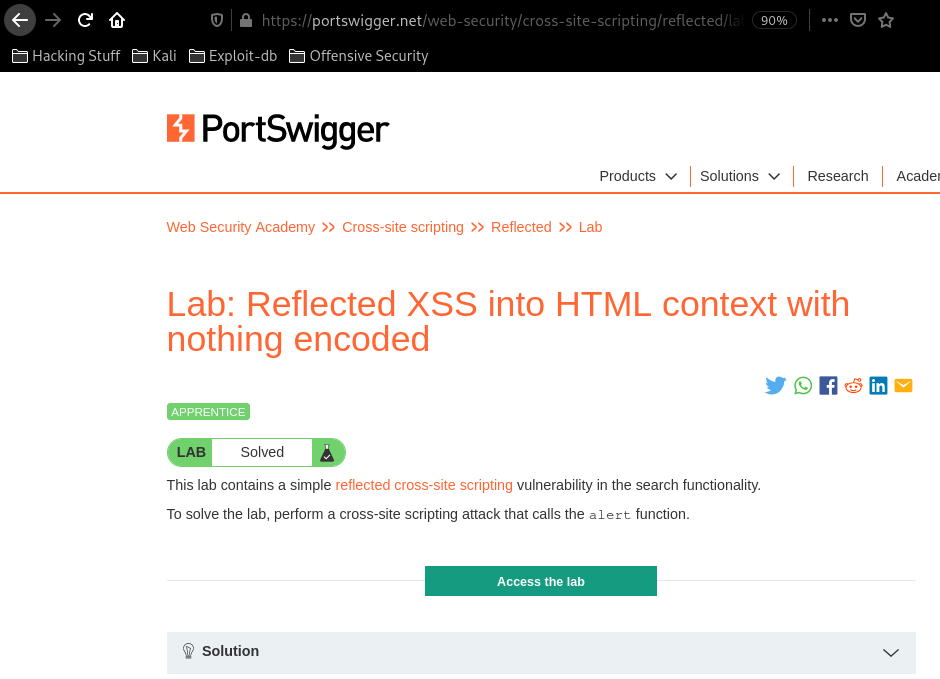 https://portswigger.net/web-security/cross-site-scripting/reflected/la 90%
Hacking Stuff Kali Exploit-db Offensive Security
PortSwigger
Products Solutions Research Acader
Web Security Academy Cross-site scripting Reflected Lab
Lab: Reflected XSS into HTML context with
nothing encoded
APPRENTICE
LAB Solved
This lab contains a simple reflected cross-site scripting vulnerability in the search functionality.
To solve the lab, perform a cross-site scripting attack that calls the alert function.
Access the lab
Solution